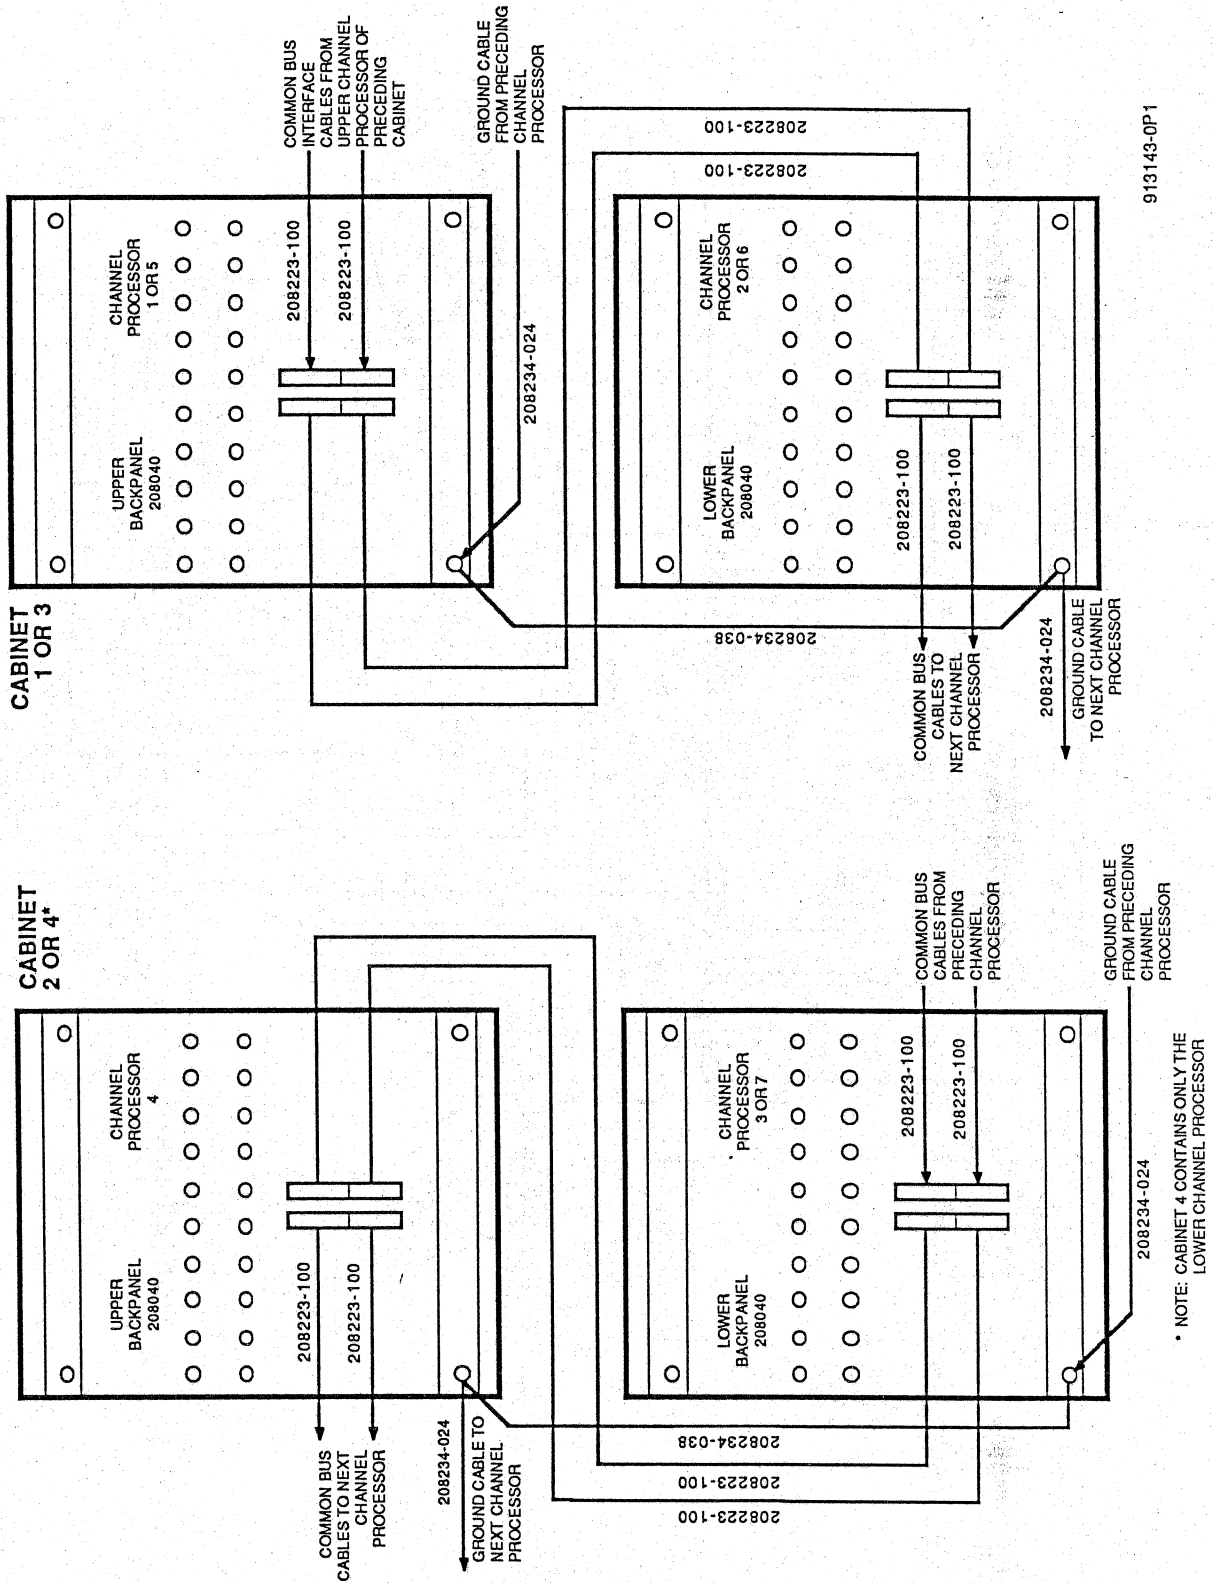 CABINET
2 OR 4*
UPPER
BACKPANEL
208040
CHANNEL
PROCESSOR
4
208223-100
208223-100
COMMON BUS
CABLES TO NEXT
CHANNEL
PROCESSOR
208234-024
GROUND CABLE TO
NEXT CHANNEL
PROCESSOR
208234-038
208223-100
208223-100
LOWER
BACKPANEL
208040
CHANNEL
PROCESSOR
3 OR 7
208223-100
208223-100
COMMON BUS
CABLES FROM
PRECEDING
CHANNEL
PROCESSOR
GROUND CABLE
FROM PRECEDING
CHANNEL
PROCESSOR
208234-024
* NOTE: CABINET 4 CONTAINS ONLY THE
LOWER CHANNEL PROCESSOR
CABINET
1 OR 3
UPPER
BACKPANEL
208040
CHANNEL
PROCESSOR
1 OR 5
208223-100
208223-100
COMMON BUS
INTERFACE
CABLES FROM
UPPER CHANNEL
PROCESSOR OF
PRECEDING
CABINET
GROUND CABLE
FROM PRECEDING
CHANNEL
PROCESSOR
208234-024
208234-038
208223-100
208223-100
LOWER
BACKPANEL
208040
CHANNEL
PROCESSOR
2 OR 6
208223-100
208223-100
COMMON BUS
CABLES TO
NEXT CHANNEL
PROCESSOR
208234-024
GROUND CABLE
TO NEXT CHANNEL
PROCESSOR
913143-0P1